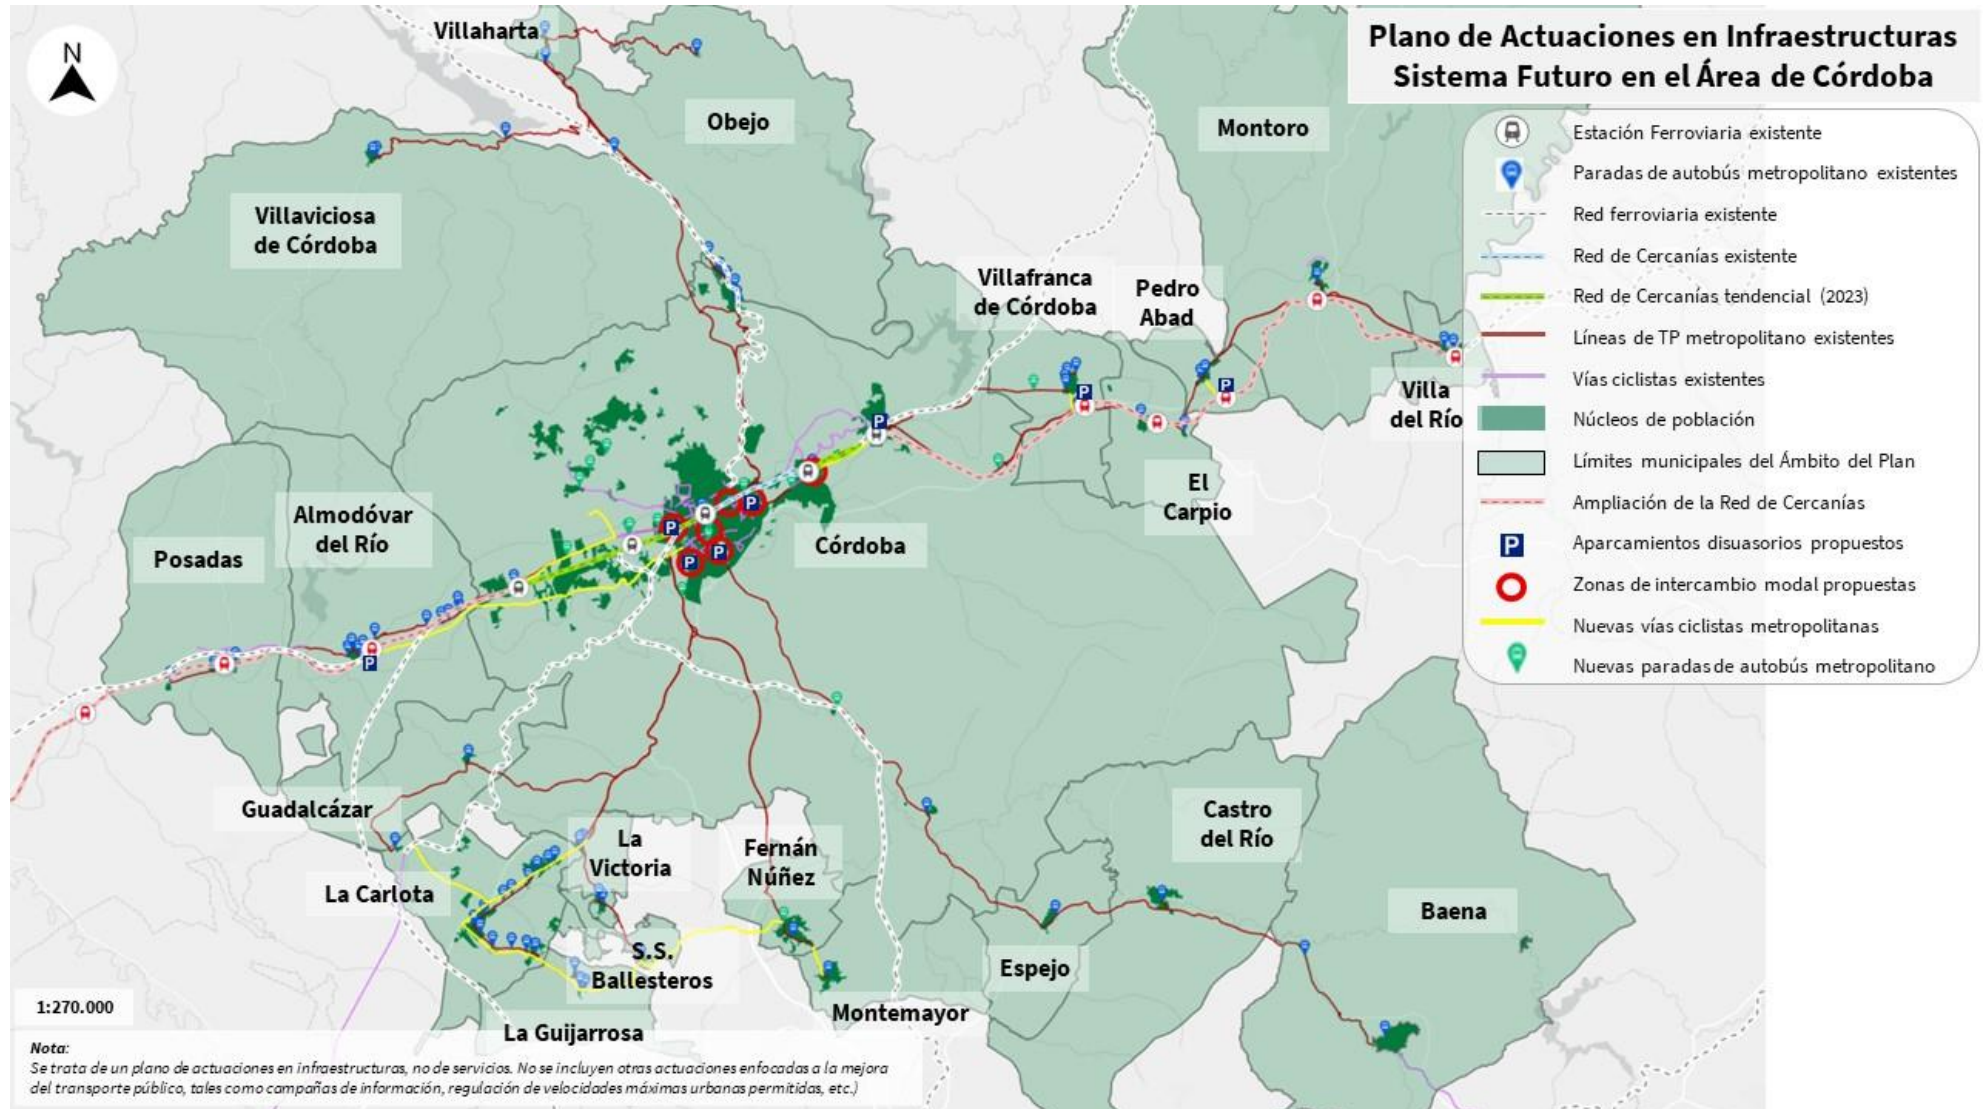 Plano de Actuaciones en Infraestructuras
Sistema Futuro en el Área de Córdoba
N
Villaharta
Obejo
Montoro
Villaviciosa
de Córdoba
Villafranca
de Córdoba
Pedro
Abad
Villa
del Río
El
Carpio
Córdoba
Almodóvar
del Río
Posadas
Guadalcázar
La Carlota
La
Victoria
Fernán
Núñez
S.S.
Ballesteros
La Guijarrosa
Montemayor
Espejo
Castro
del Río
Baena
P
P
P
P
P
P
P
P
P
Estación Ferroviaria existente
Paradas de autobús metropolitano existentes
Red ferroviaria existente
Red de Cercanías existente
Red de Cercanías tendencial (2023)
Líneas de TP metropolitano existentes
Vías ciclistas existentes
Núcleos de población
Límites municipales del Ámbito del Plan
Ampliación de la Red de Cercanías
P Aparcamientos disuasorios propuestos
Zonas de intercambio modal propuestas
Nuevas vías ciclistas metropolitanas
Nuevas paradas de autobús metropolitano
1:270.000
Nota:
Se trata de un plano de actuaciones en infraestructuras, no de servicios. No se incluyen otras actuaciones enfocadas a la mejora
del transporte público, tales como campañas de información, regulación de velocidades máximas urbanas permitidas, etc.)